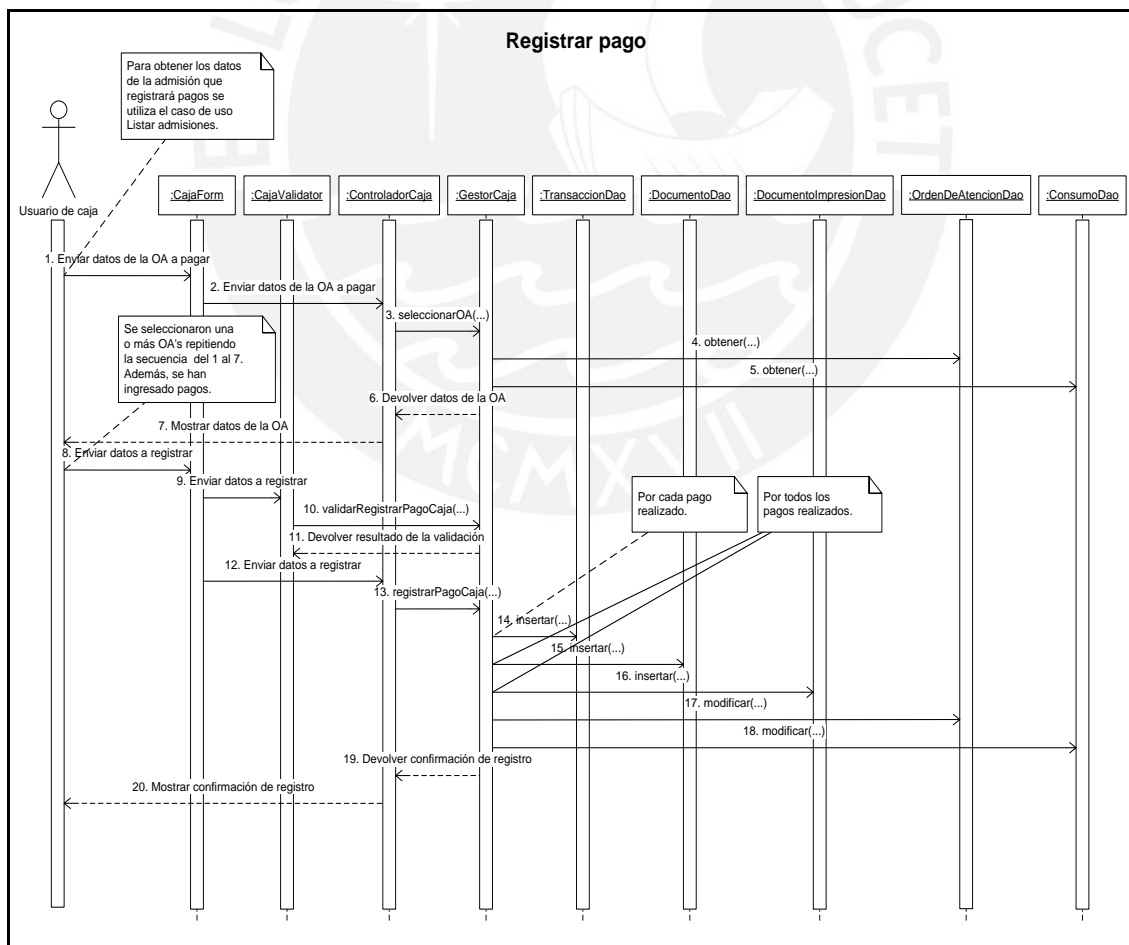 Registrar pago
Para obtener los datos
de la admisión que
registrará pagos se
utiliza el caso de uso
Listar admisiones.
Usuario de caja
:CajaForm
:CajaValidator
:ControladorCaja
:GestorCaja
:TransaccionDao
:DocumentoDao
:DocumentoImpresionDao
:OrdenDeAtencionDao
:ConsumoDao
1. Enviar datos de la OA a pagar
2. Enviar datos de la OA a pagar
3. seleccionarOA(...)
Se seleccionaron una
o más OA's repitiendo
la secuencia del 1 al 7.
Además, se han
ingresado pagos.
4. obtener(...)
5. obtener(...)
6. Devolver datos de la OA
7. Mostrar datos de la OA
8. Enviar datos a registrar
9. Enviar datos a registrar
Por cada pago
realizado.
Por todos los
pagos realizados.
10. validarRegistrarPagoCaja(...)
11. Devolver resultado de la validación
12. Enviar datos a registrar
13. registrarPagoCaja(...)
14. insertar(...)
15. insertar(...)
16. insertar(...)
17. modificar(...)
18. modificar(...)
19. Devolver confirmación de registro
20. Mostrar confirmación de registro
MCMXVII